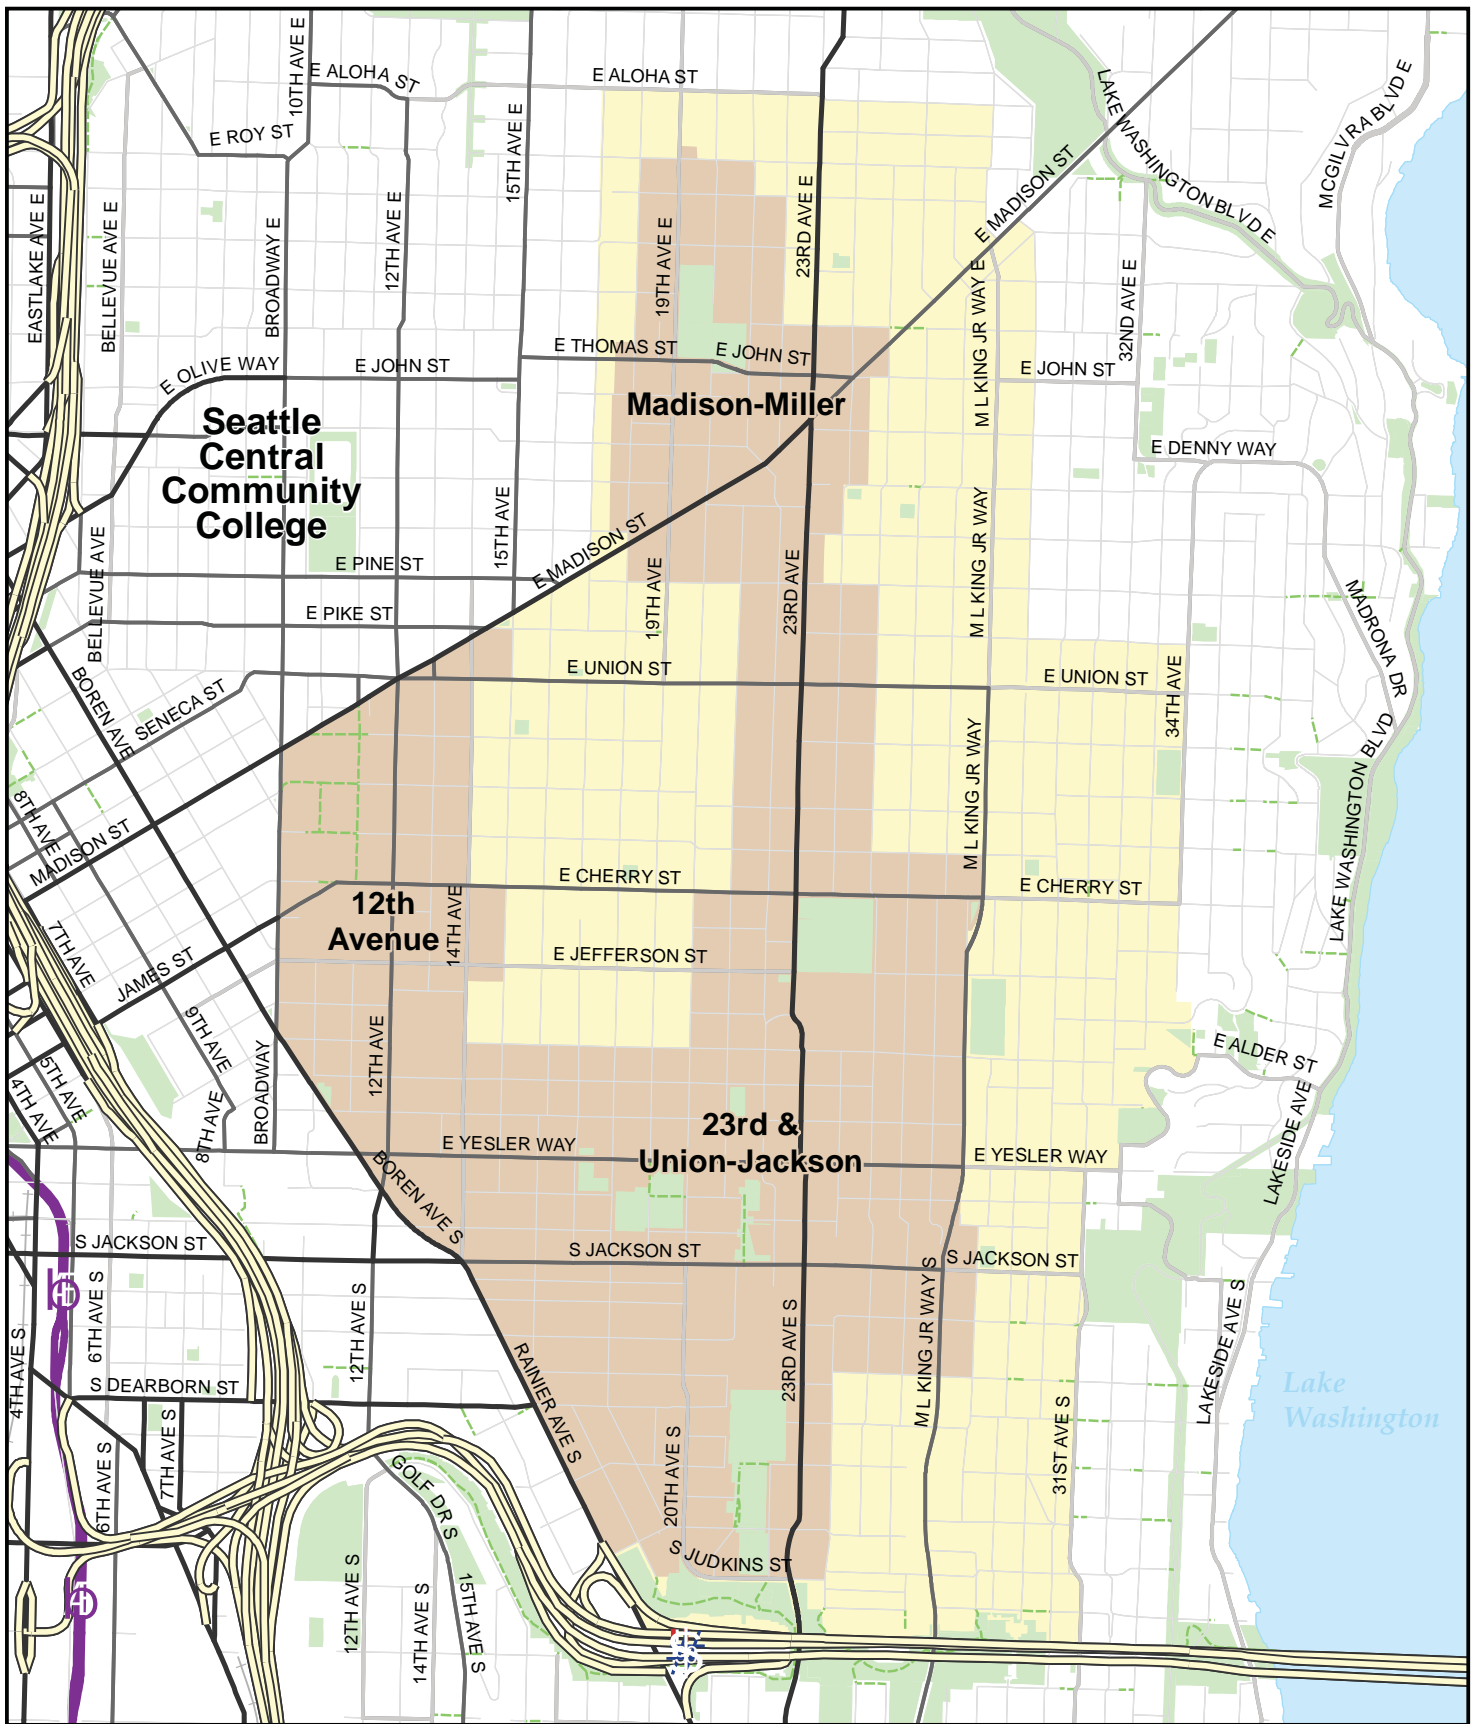 10TH AVE E
E ALOHA ST
E ALOHA ST
LAKE WASHINGTON BLVD E
MCGILVRA BLVD E
E ROY ST
15TH AVE E
E MADISON ST
EASTLAKE AVE E
BELLEVUE AVE E
BROADWAY E
12TH AVE E
19TH AVE E
23RD AVE E
M L KING JR WAY E
32ND AVE E
E OLIVE WAY
E JOHN ST
E THOMAS ST
E JOHN ST
E JOHN ST
Madison-Miller
Seattle
Central
Community
College
E DENNY WAY
15TH AVE
E MADISON ST
M L KING JR WAY
BELLEVUE AVE
E PINE ST
19TH AVE
23RD AVE
E PIKE ST
MADRONA DR
E UNION ST
E UNION ST
34TH AVE
BOREN AVE
SENECA ST
M L KING JR WAY
LAKE WASHINGTON BLVD
8TH AVE
MADISON ST
E CHERRY ST
E CHERRY ST
12th
Avenue
14TH AVE
7TH AVE
JAMES ST
E JEFFERSON ST
9TH AVE
12TH AVE
BROADWAY
E ALDER ST
5TH AVE
4TH AVE
8TH AVE
23rd &
Union-Jackson
LAKESIDE AVE
E YESLER WAY
E YESLER WAY
BOREN AVE S
S JACKSON ST
S JACKSON ST
S JACKSON ST
6TH AVE S
12TH AVE S
4TH AVE S
RAINIER AVE S
23RD AVE S
M L KING JR WAY S
LAKESIDE AVE S
S DEARBORN ST
Lake
Washington
7TH AVE S
6TH AVE S
GOLF DR S
20TH AVE S
31ST AVE S
S JUDKINS ST
12TH AVE S
14TH AVE S
15TH AVE S